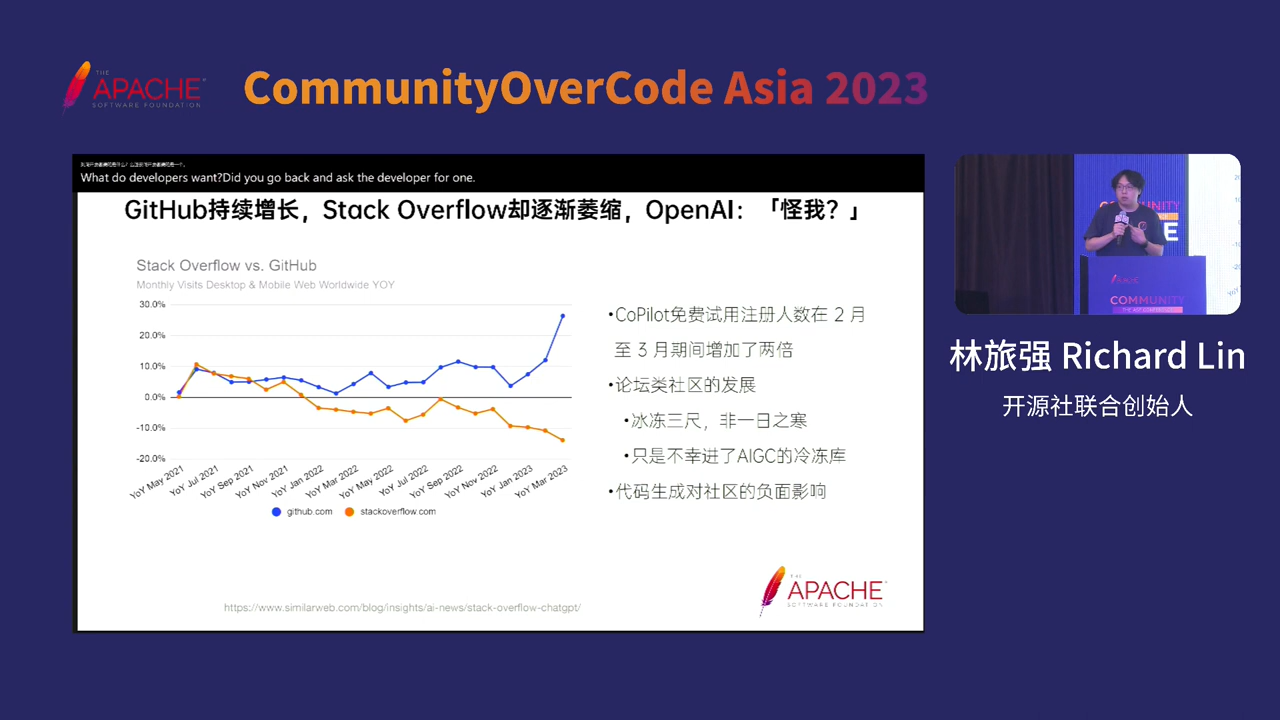 THE
APACHE
SOFTWARE FOUNDATION
CommunityOverCode Asia 2023
What do developers want?Did you go back and ask the developer for one.
GitHub持续增长，Stack Overflow却逐渐萎缩，OpenAI：「怪我？」
Stack Overflow vs. GitHub
Monthly Visits Desktop & Mobile Web Worldwide YOY
30.0%
20.0%
10.0%
0.0%
-10.0%
-20.0%
YoY May 2021
YoY Jul 2021
YoY Sep 2021
YoY Nov 2021
YoY Jan 2022
YoY Mar 2022
YoY May 2022
YoY Jul 2022
YoY Sep 2022
YoY Nov 2022
YoY Jan 2023
YoY Mar 2023
github.com
stackoverflow.com
•CoPilot免费试用注册人数在 2 月
至 3 月期间增加了两倍
•论坛类社区的发展
•冰冻三尺，非一日之寒
•只是不幸进了AIGC的冷冻库
•代码生成对社区的负面影响
https://www.similarweb.com/blog/insights/ai-news/stack-overflow-chatgpt/
THE
APACHE
SOFTWARE FOUNDATION
COMMUNITY
林旅强 Richard Lin
开源社联合创始人